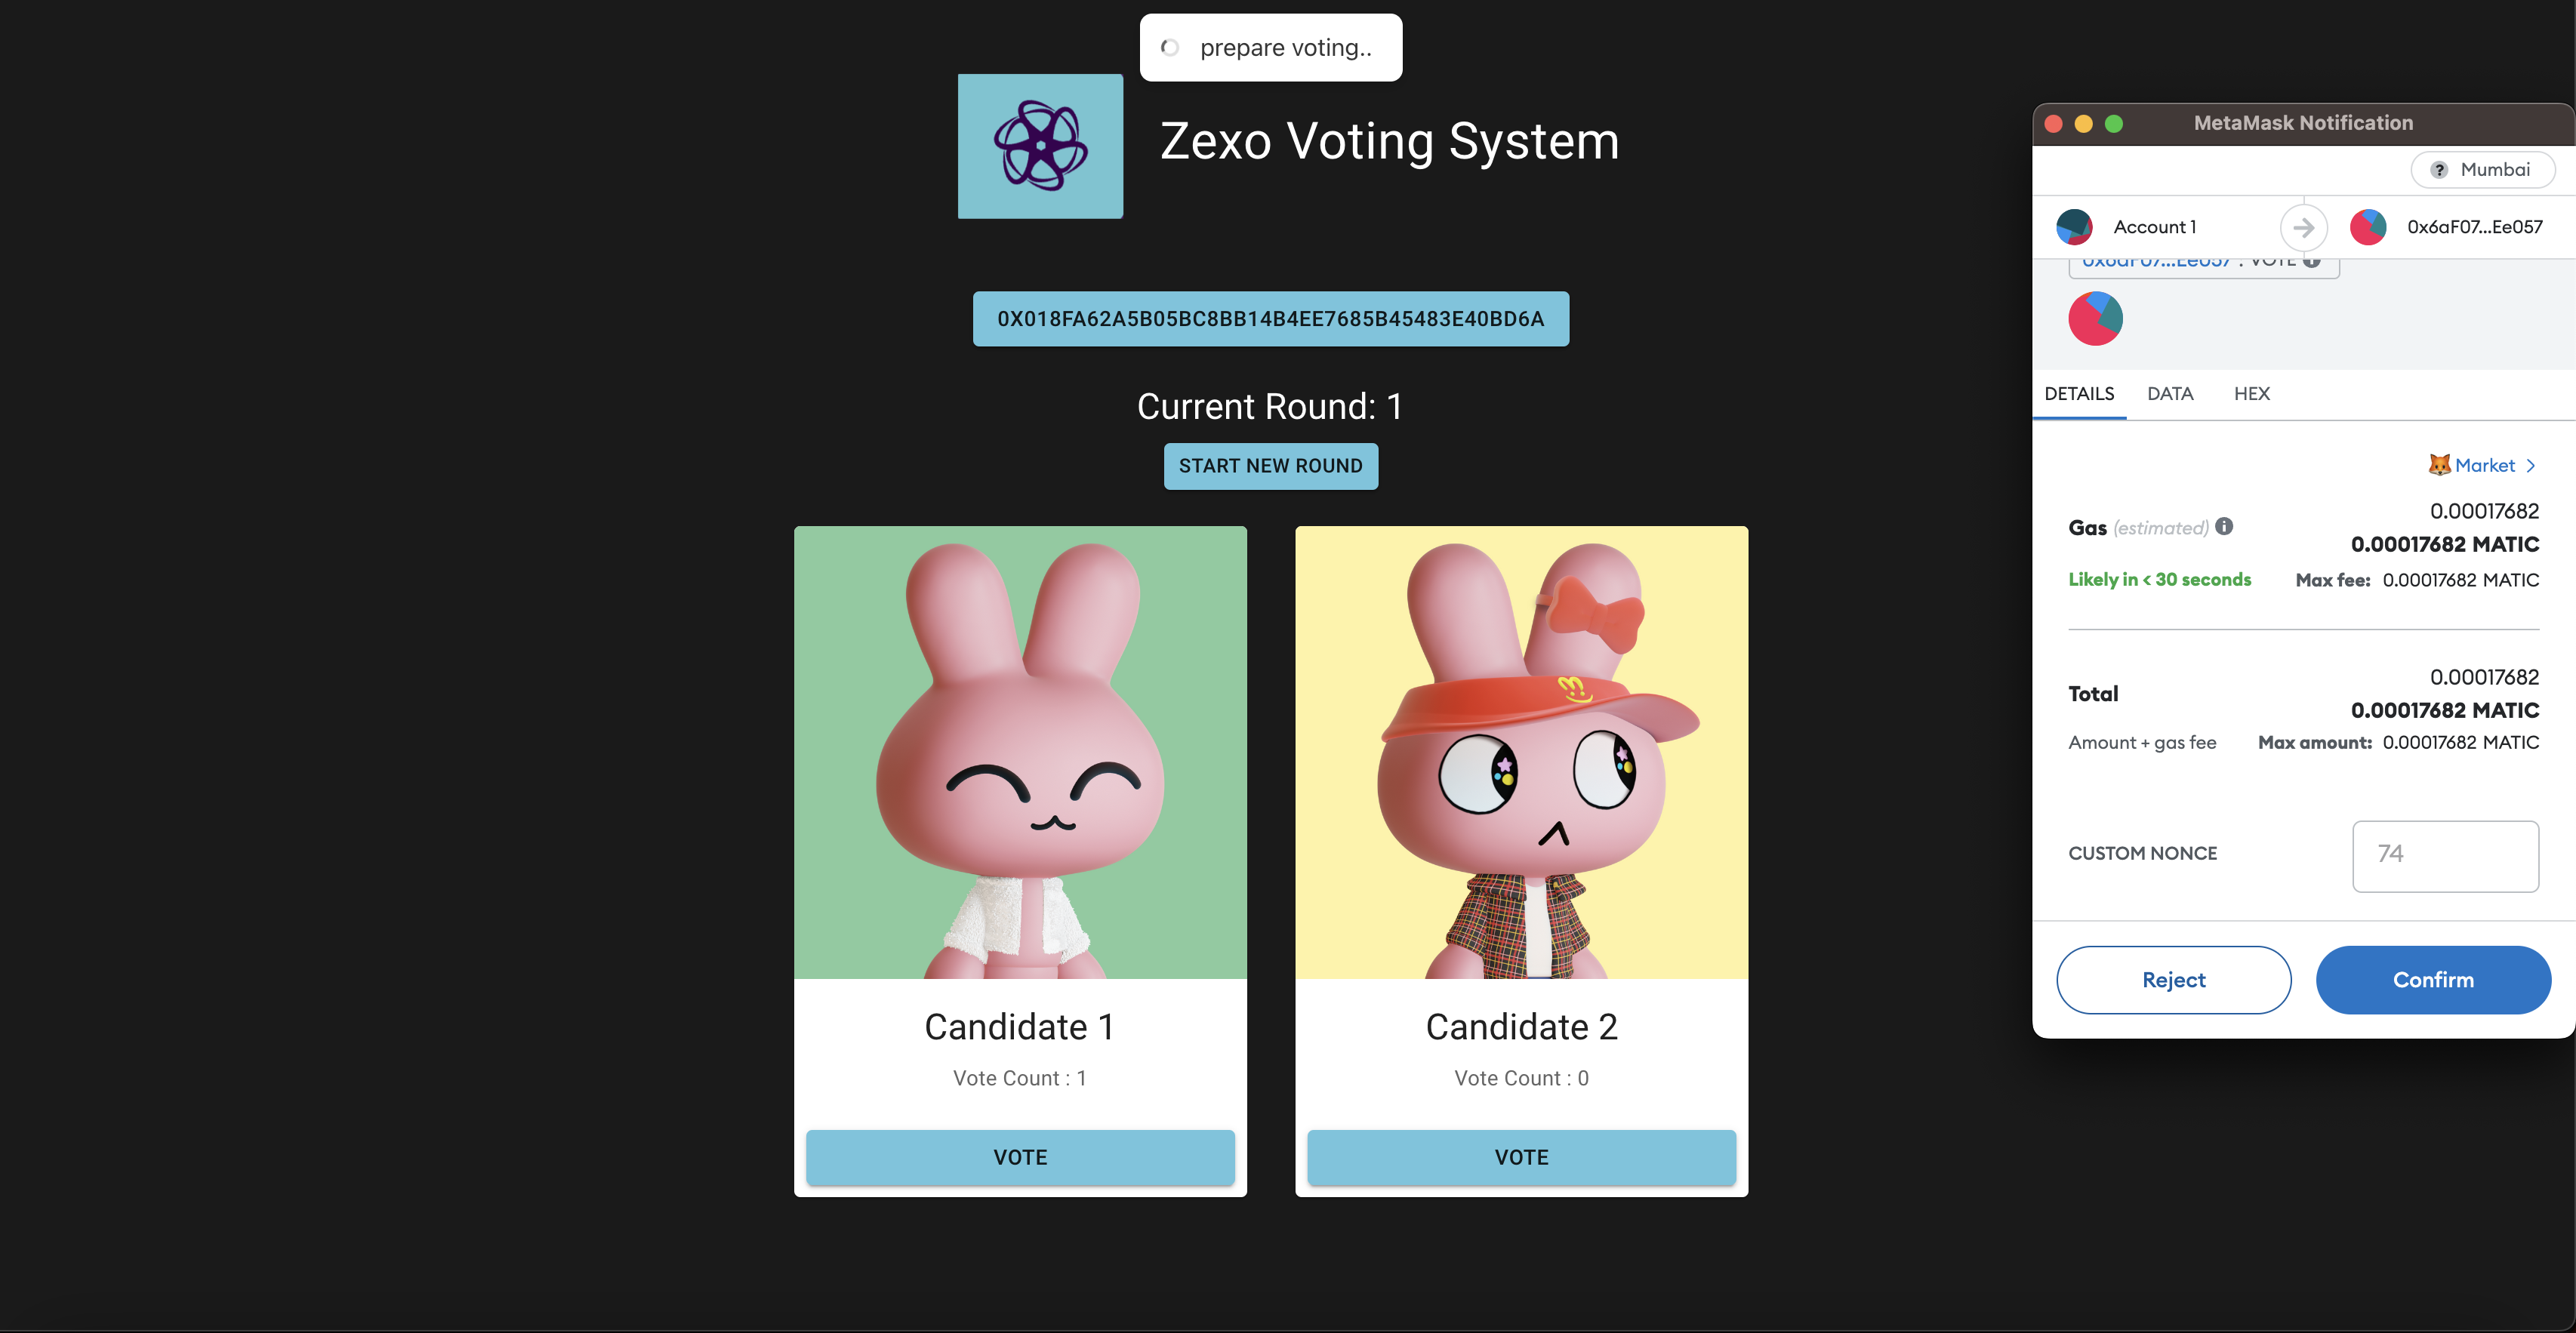 prepare voting..
Zexo Voting System
0X018FA62A5B05BC8BB14B4EE7685B45483E40BD6A
Current Round: 1
START NEW ROUND
Candidate 1
Vote Count : 1
VOTE
Candidate 2
Vote Count : 0
VOTE
MetaMask Notification
? Mumbai
Account 1
0x6aF07...Ee057
0x6aF07...Ee057 : VOTE
DETAILS DATA HEX
Market >
0.00017682
Gas (estimated)
0.00017682 MATIC
Likely in < 30 seconds Max fee: 0.00017682 MATIC
0.00017682
Total
0.00017682 MATIC
Amount + gas fee Max amount: 0.00017682 MATIC
CUSTOM NONCE 74
Reject Confirm